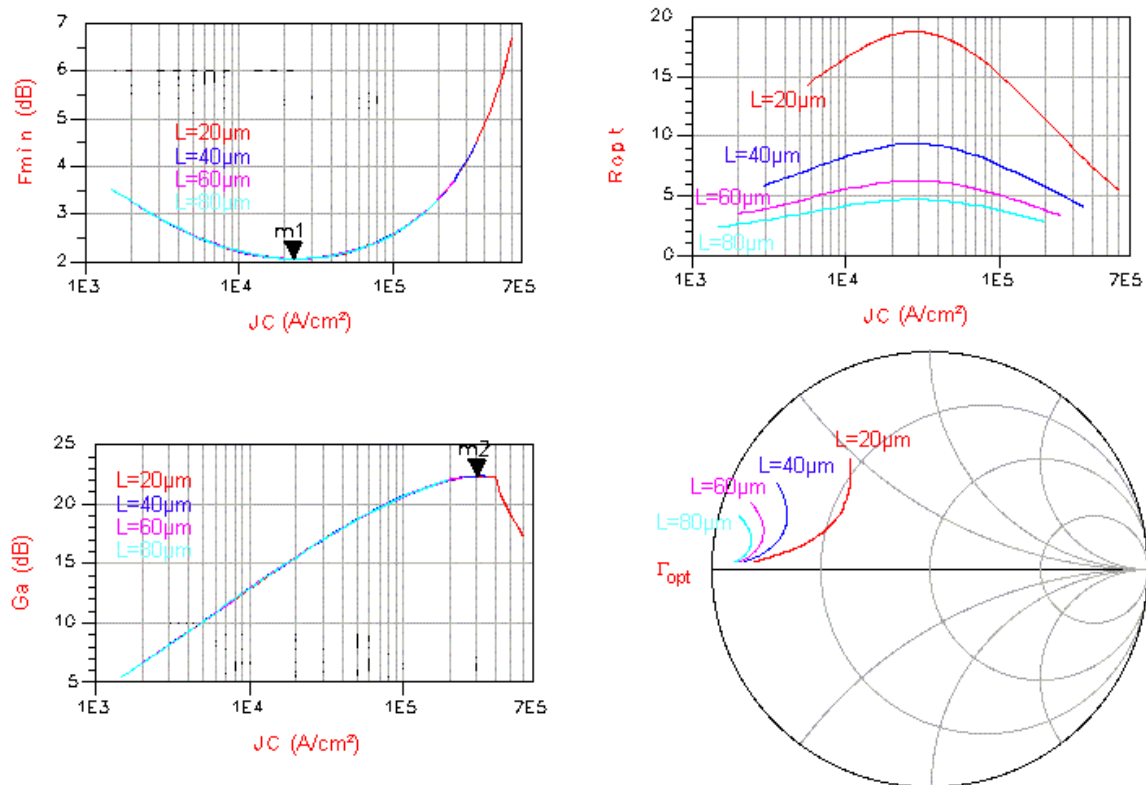 7
6
5
4
3
2
Fmin (dB)
L=20µm
L=40µm
L=60µm
L=80µm
m1
1E3
1E4
1E5
7E5
JC (A/cm²)
20
15
10
5
0
Ropt
L=20µm
L=40µm
L=60µm
L=80µm
1E3
1E4
1E5
7E5
JC (A/cm²)
25
20
15
10
5
Ga (dB)
L=20µm
L=40µm
L=60µm
L=80µm
m2
1E3
1E4
1E5
7E5
JC (A/cm²)
L=20µm
L=40µm
L=60µm
L=80µm
Γopt